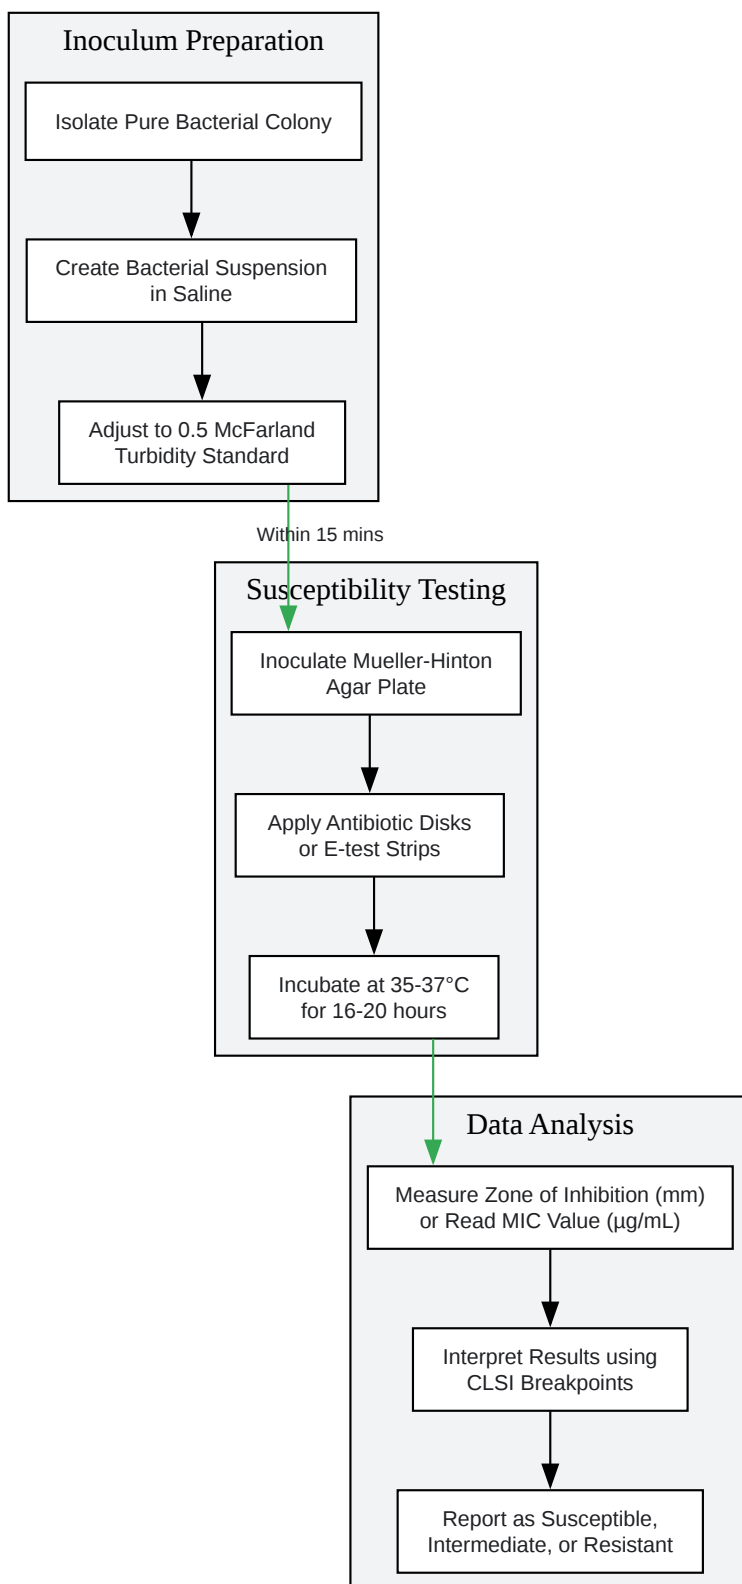 Inoculum Preparation
Isolate Pure Bacterial Colony
Create Bacterial Suspension
in Saline
Adjust to 0.5 McFarland
Turbidity Standard
Within 15 mins
Susceptibility Testing
Inoculate Mueller-Hinton
Agar Plate
Apply Antibiotic Disks
or E-test Strips
Incubate at 35-37°C
for 16-20 hours
Data Analysis
Measure Zone of Inhibition (mm)
or Read MIC Value (µg/mL)
Interpret Results using
CLSI Breakpoints
Report as Susceptible,
Intermediate, or Resistant